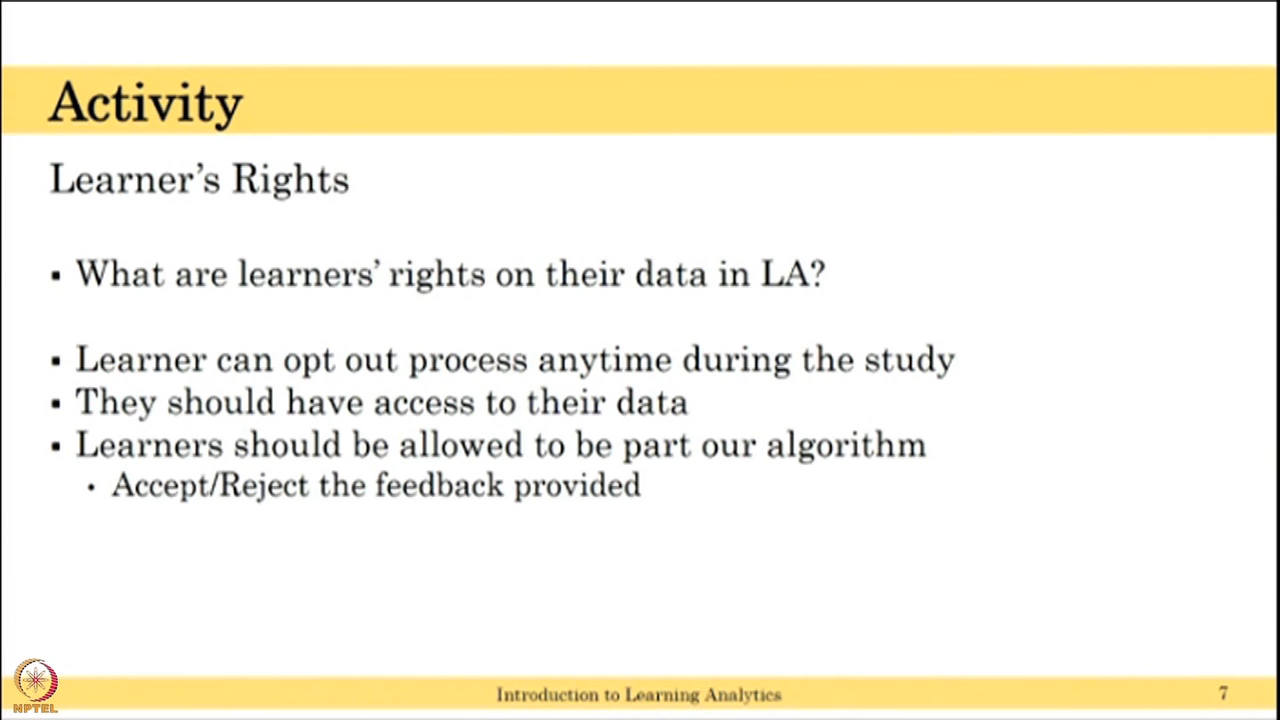 Activity
Learner's Rights
▪ What are learners' rights on their data in LA?
▪ Learner can opt out process anytime during the study
▪ They should have access to their data
▪ Learners should be allowed to be part our algorithm
• Accept/Reject the feedback provided
NPTEL
Introduction to Learning Analytics
7